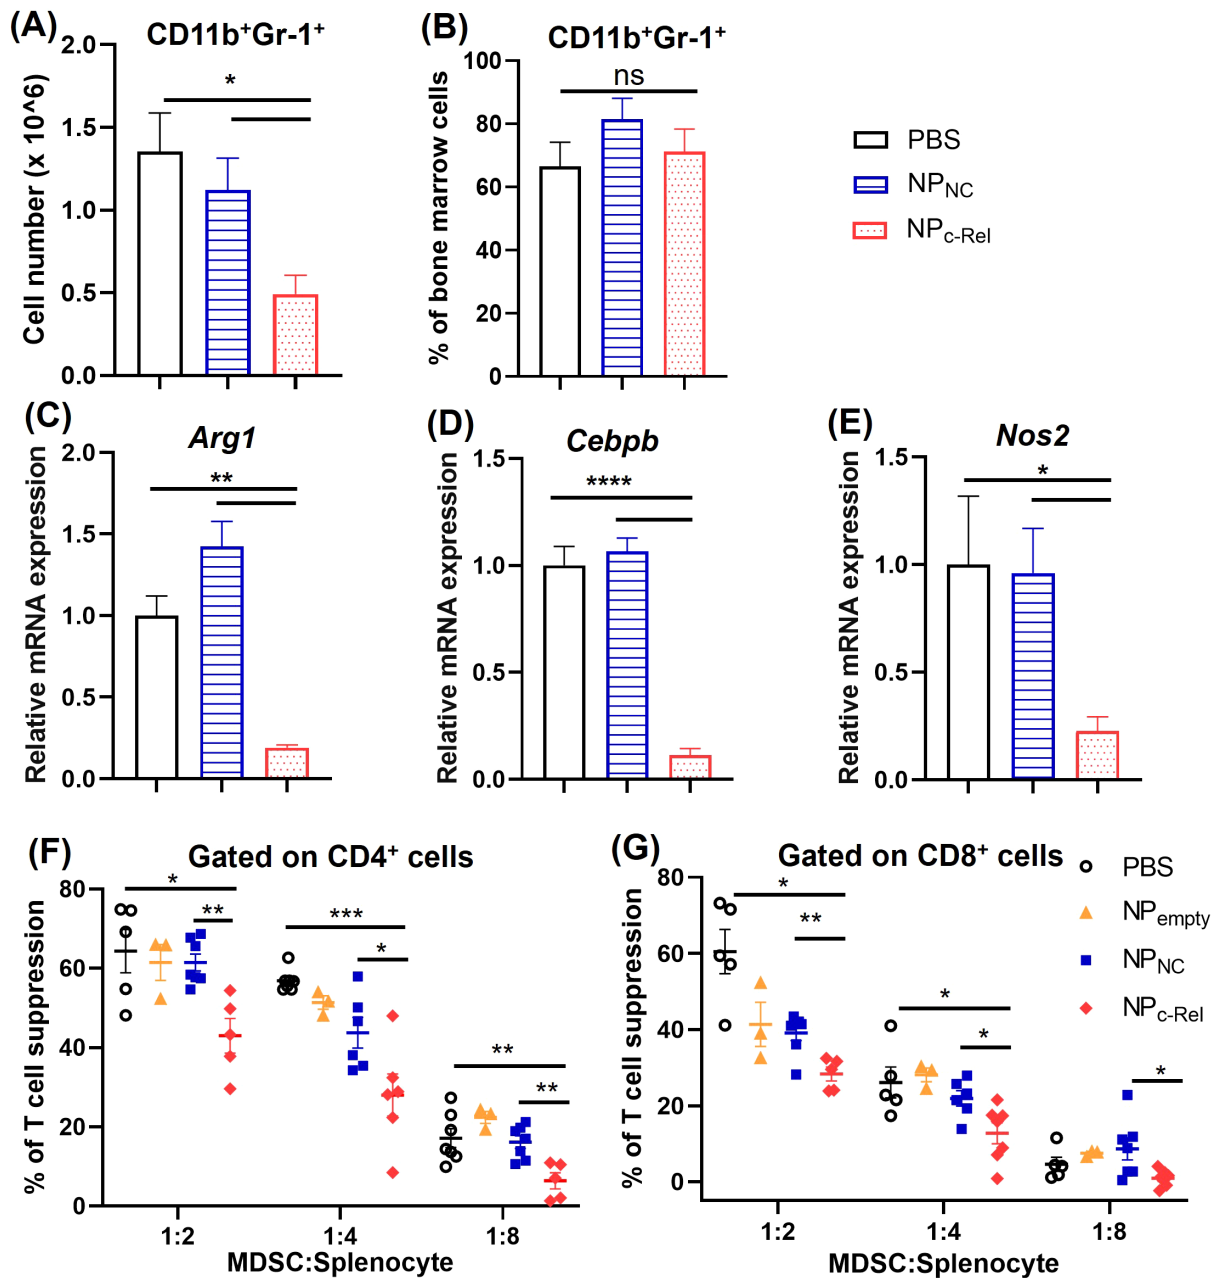 (A)
CD11b⁺Gr-1⁺
Cell number (x 10^6)
2.0
1.5
1.0
0.5
0.0
*
(B)
CD11b⁺Gr-1⁺
% of bone marrow cells
100
80
60
40
20
0
ns
PBS
NP_NC
NP_c-Rel
(C)
Arg1
Relative mRNA expression
2.0
1.5
1.0
0.5
0.0
**
(D)
Cebpb
Relative mRNA expression
1.5
1.0
0.5
0.0
****
(E)
Nos2
Relative mRNA expression
1.5
1.0
0.5
0.0
*
(F)
Gated on CD4⁺ cells
% of T cell suppression
80
60
40
20
0
*
**
***
*
**
**
1:2
1:4
1:8
MDSC:Splenocyte
(G)
Gated on CD8⁺ cells
% of T cell suppression
80
60
40
20
0
*
**
*
*
*
1:2
1:4
1:8
MDSC:Splenocyte
PBS
NP_empty
NP_NC
NP_c-Rel